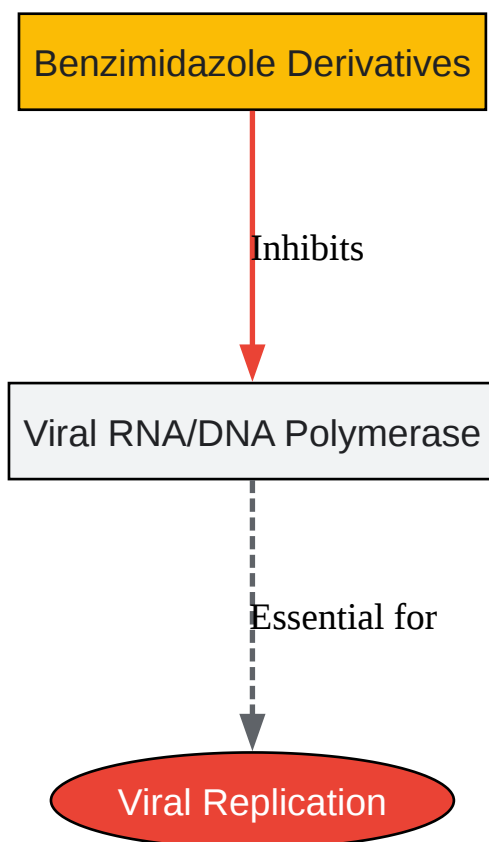 Benzimidazole Derivatives
Inhibits
Viral RNA/DNA Polymerase
Essential for
Viral Replication